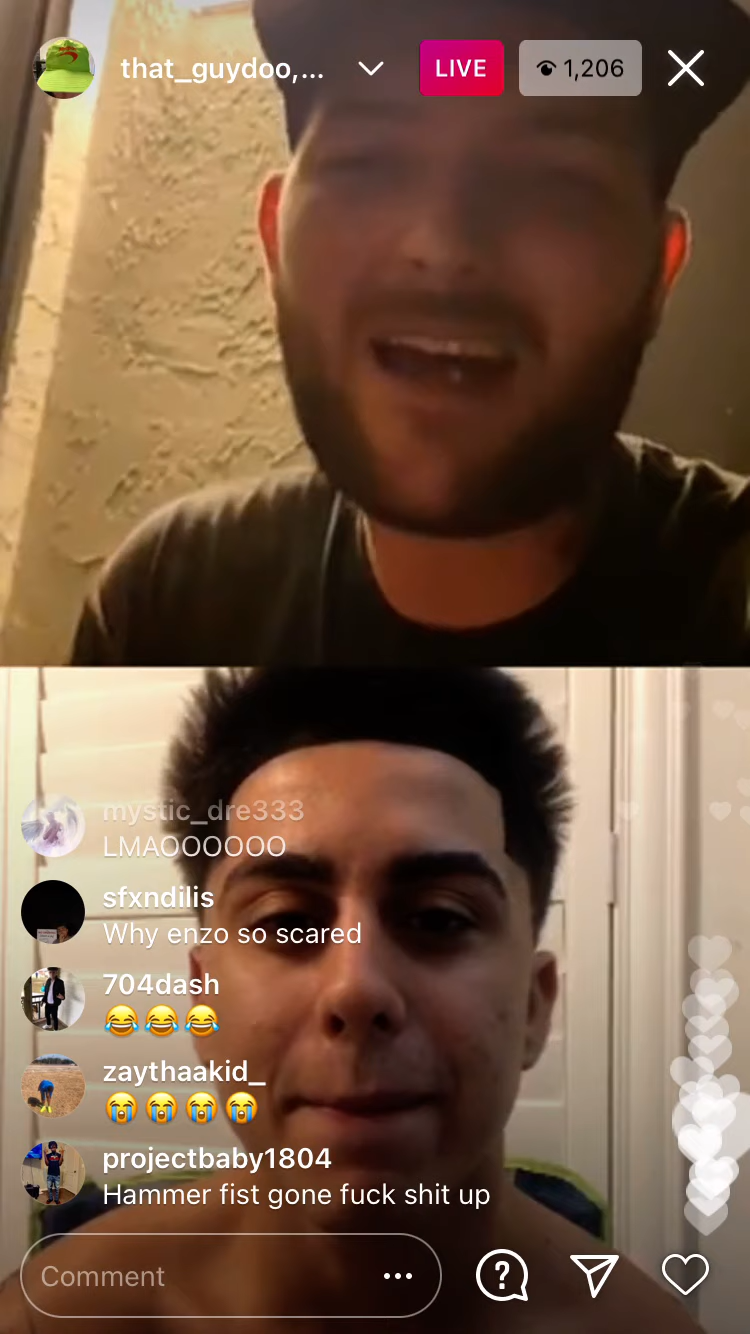 that_guydoo,...
LIVE
1,206
mystic_dre333
LMAOOOOOO
sfxndilis
Why enzo so scared
704dash
😂😂😂
zaythaakid_
😭😭😭😭
projectbaby1804
Hammer fist gone fuck shit up
Comment